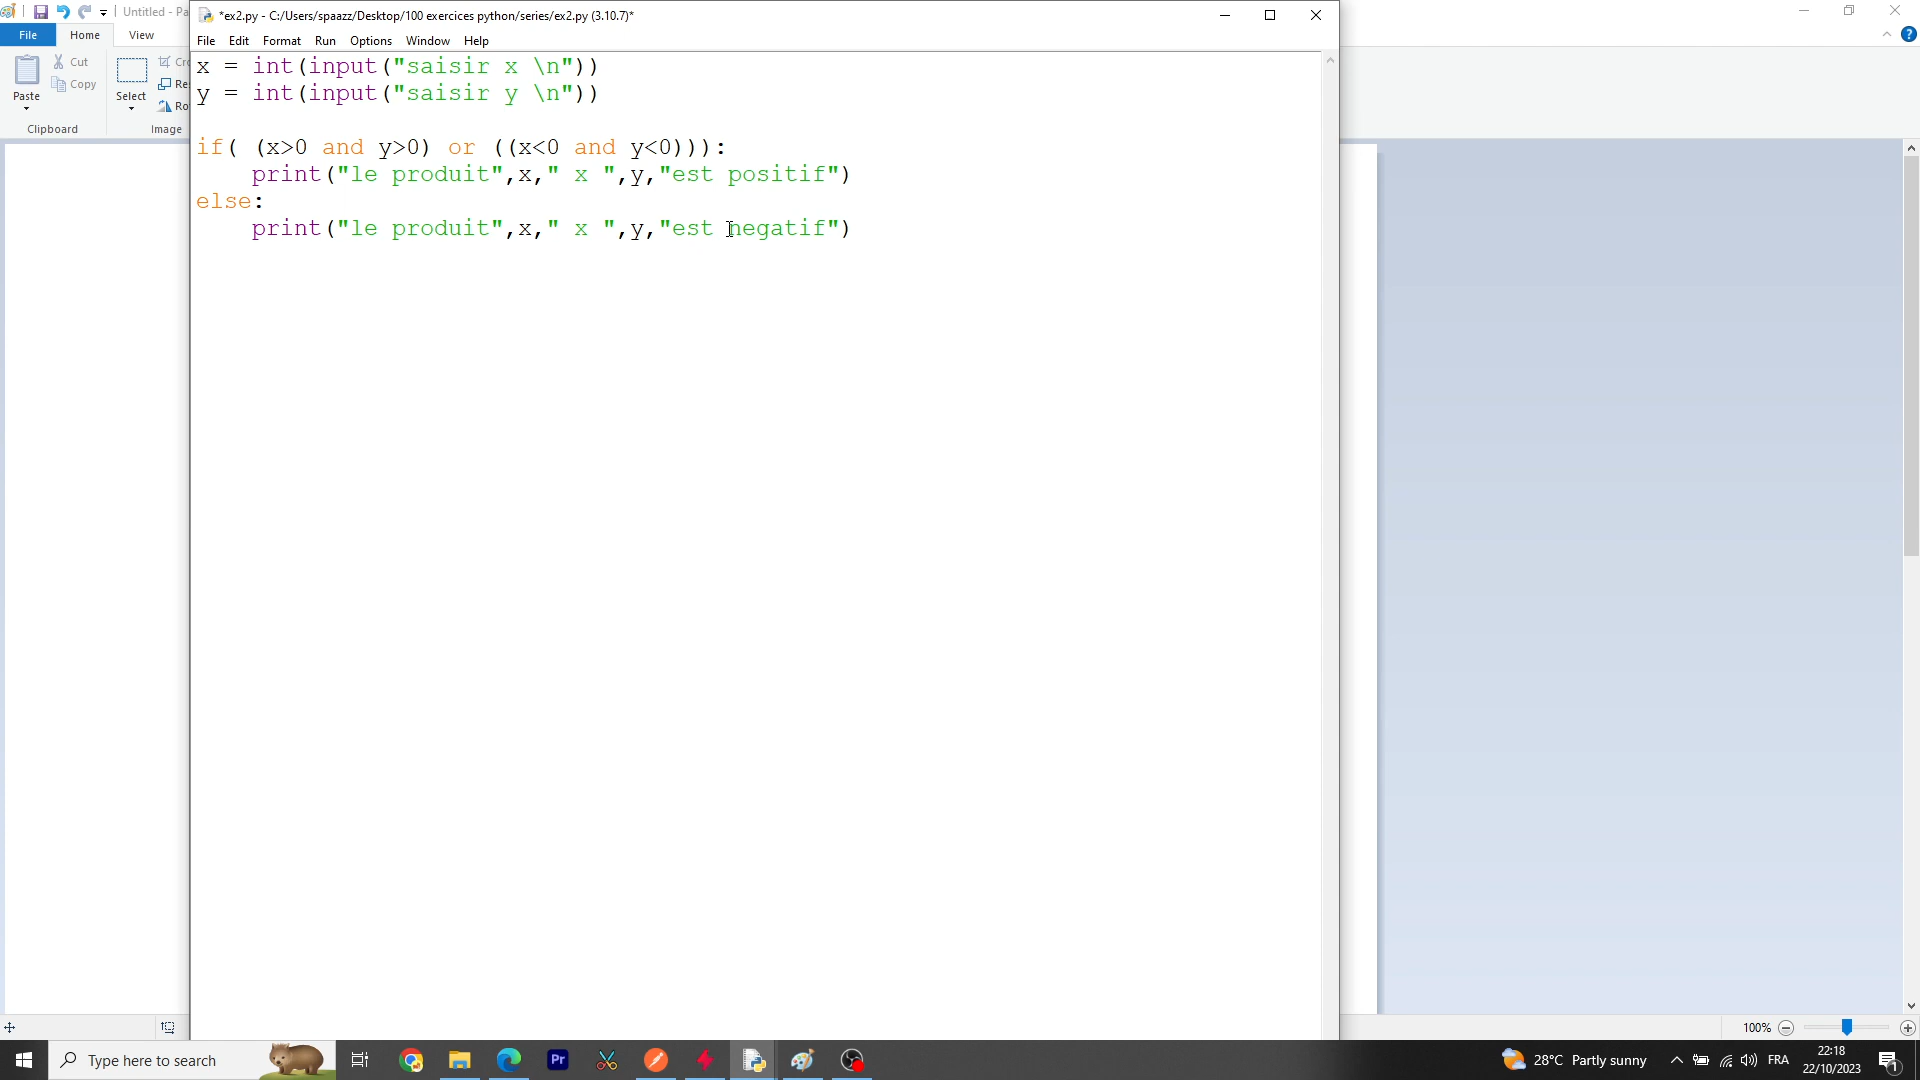 Untitled - Pa
*ex2.py - C:/Users/spaazz/Desktop/100 exercices python/series/ex2.py (3.10.7)*
File Home View
File Edit Format Run Options Window Help
Paste
Cut
Copy
Clipboard
Select
Image
x = int(input("saisir x \n"))
y = int(input("saisir y \n"))
if( (x>0 and y>0) or ((x<0 and y<0))):
print("le produit",x," x ",y,"est positif")
else:
print("le produit",x," x ",y,"est negatif")
100%
Type here to search
Pr
28°C Partly sunny
FRA
22:18
22/10/2023
1